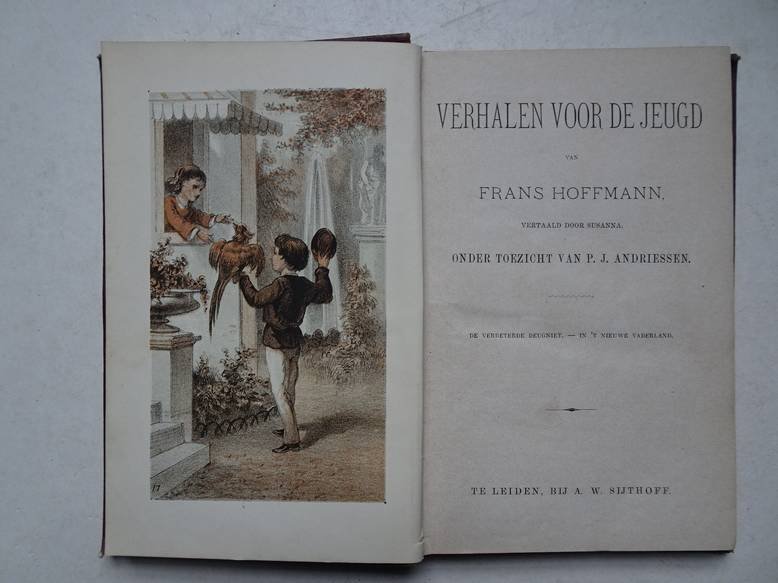 17
VERHALEN VOOR DE JEUGD
VAN
FRANS HOFFMANN,
VERTAALD DOOR SUSANNA,
ONDER TOEZICHT VAN P. J. ANDRIESSEN.
DE VERBETERDE DEUGNIET. — IN 'T NIEUWE VADERLAND.
TE LEIDEN, BIJ A. W. SIJTHOFF.